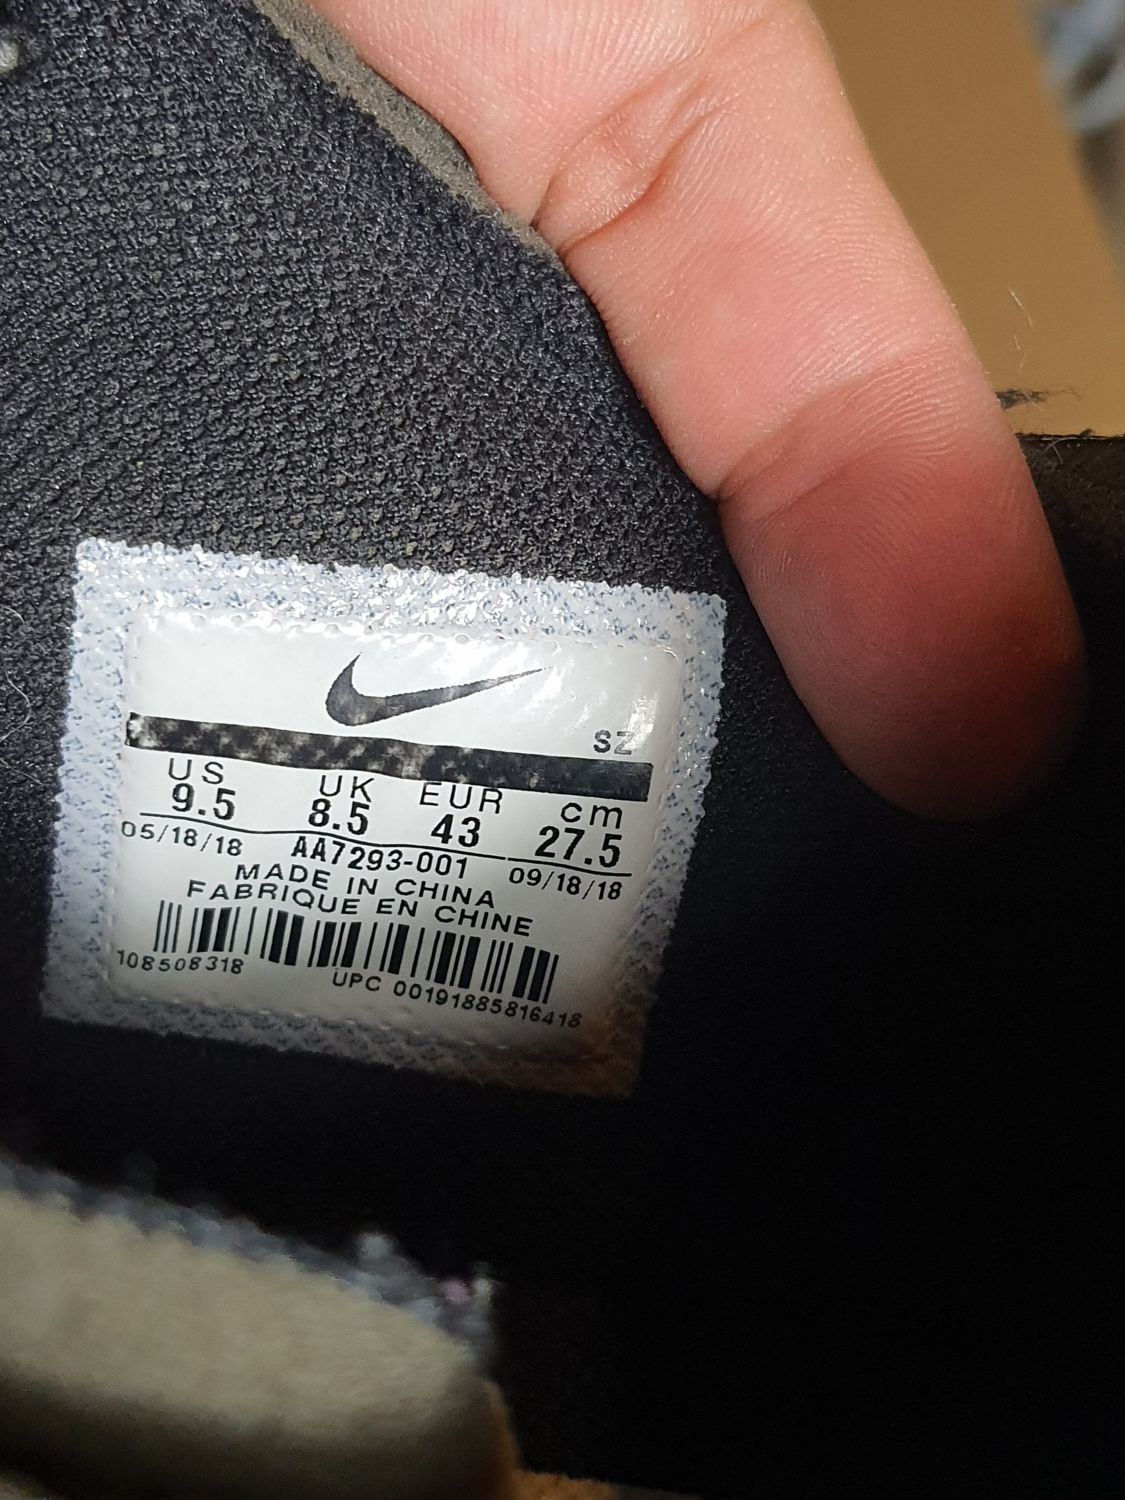 SZ
US UK EUR cm
9.5 8.5 43 27.5
05/18/18 AA7293-001 09/18/18
MADE IN CHINA
FABRIQUE EN CHINE
108508318 UPC 00191885816418